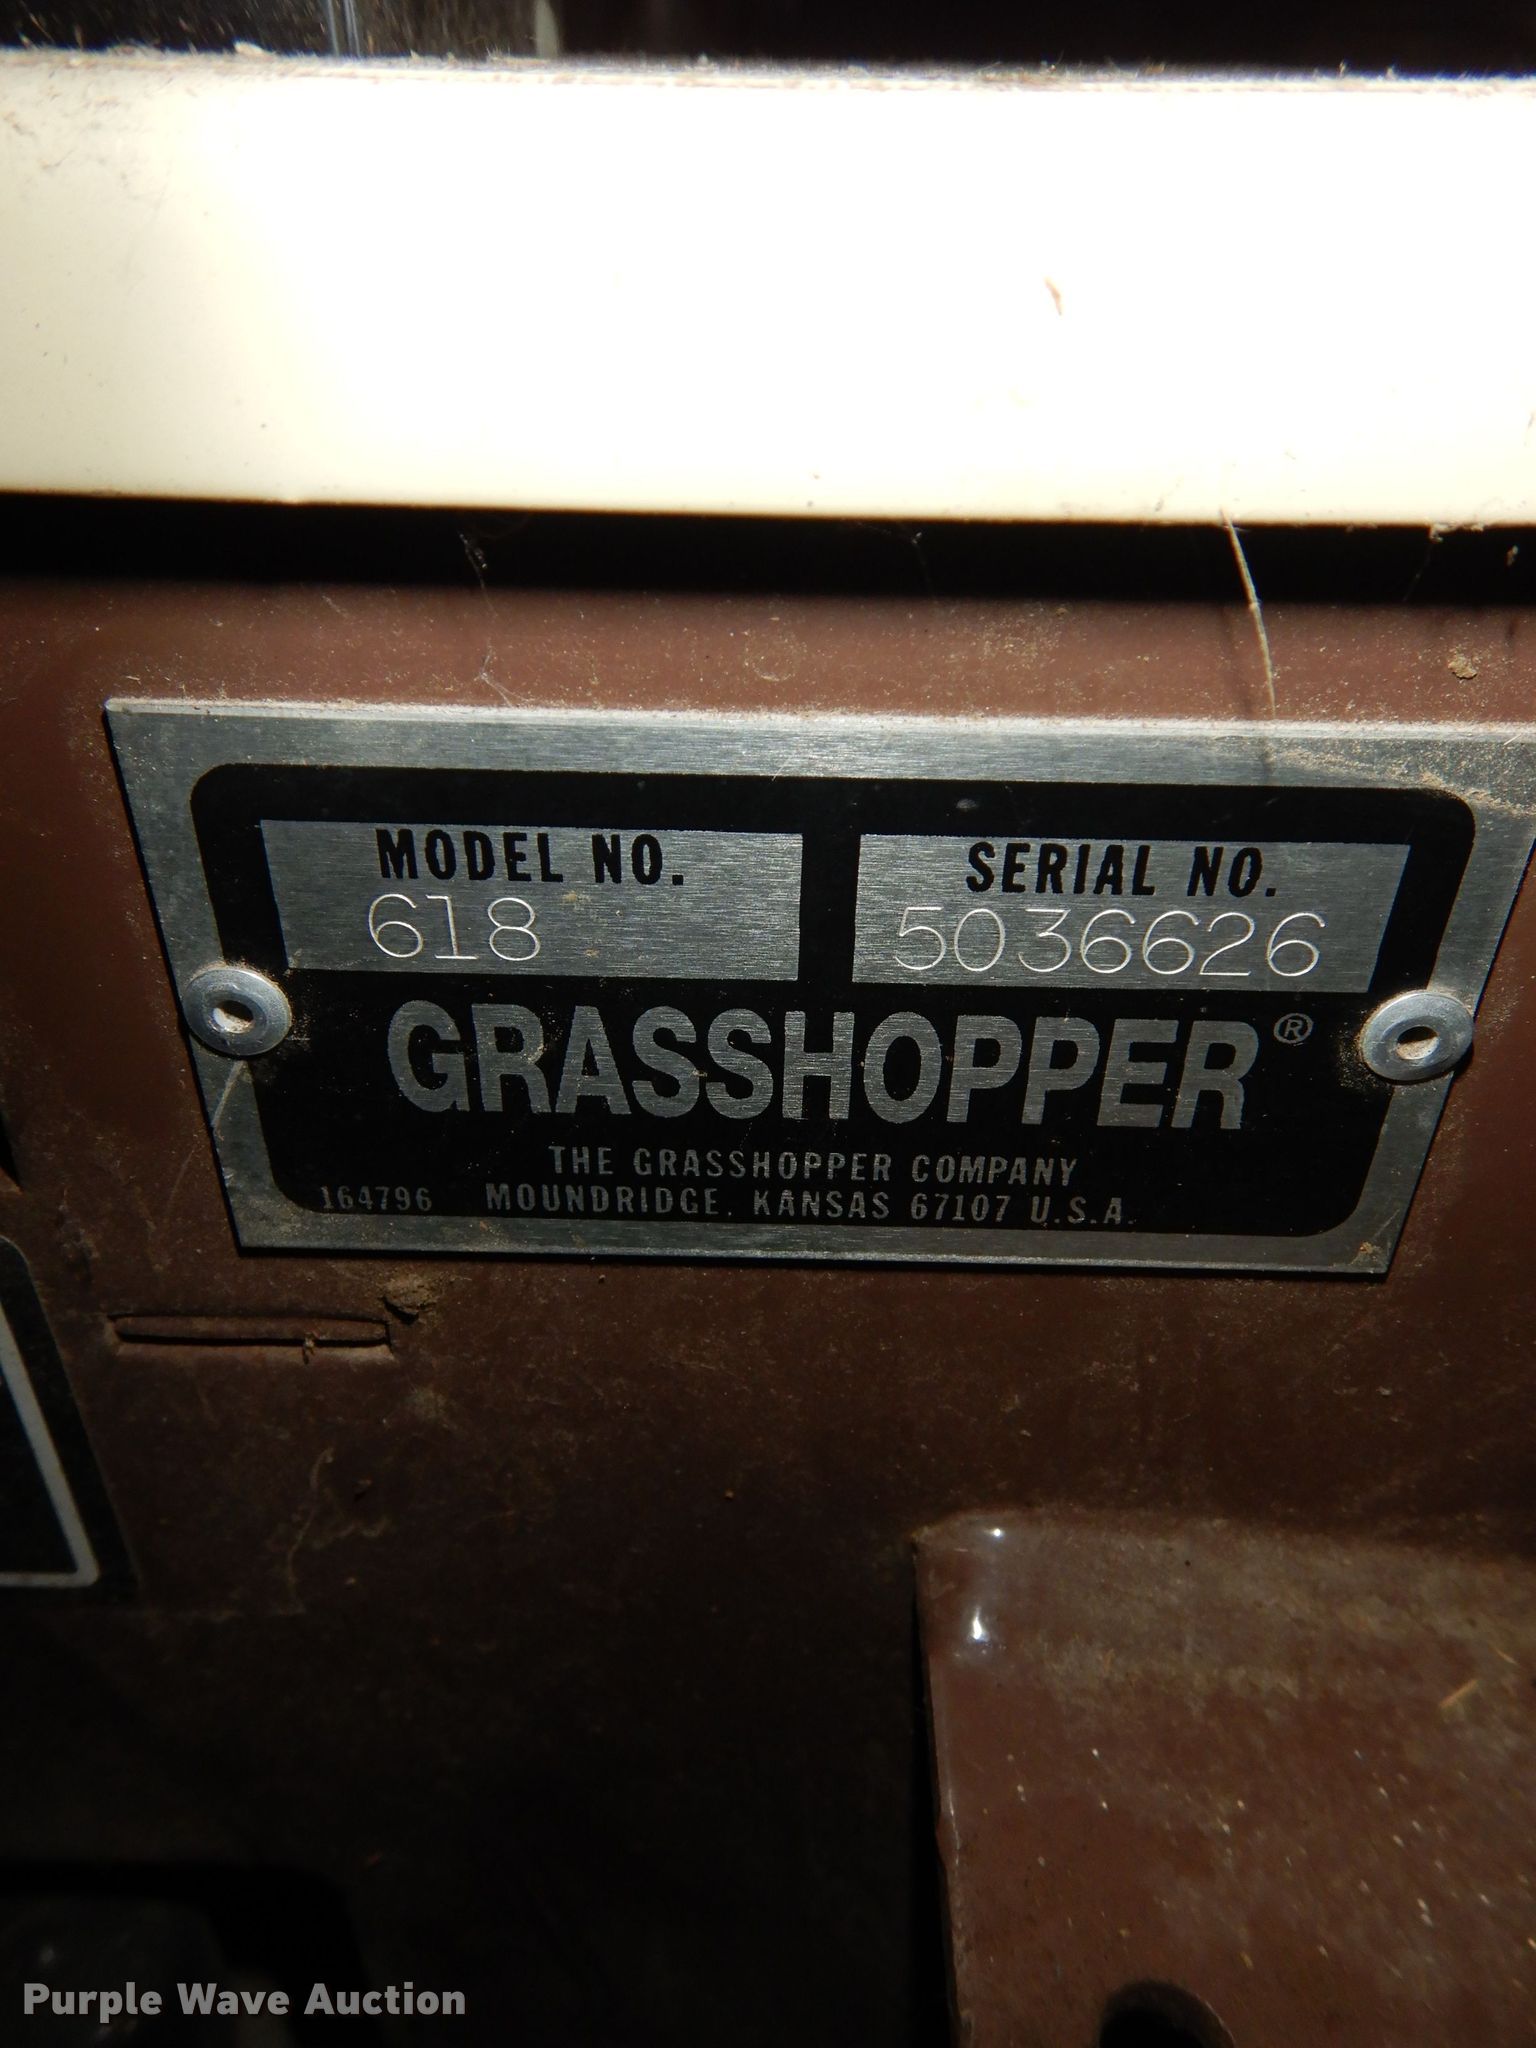 MODEL NO. SERIAL NO.
618 5036626
GRASSHOPPER®
THE GRASSHOPPER COMPANY
164796 MOUNDRIDGE, KANSAS 67107 U.S.A.
Purple Wave Auction